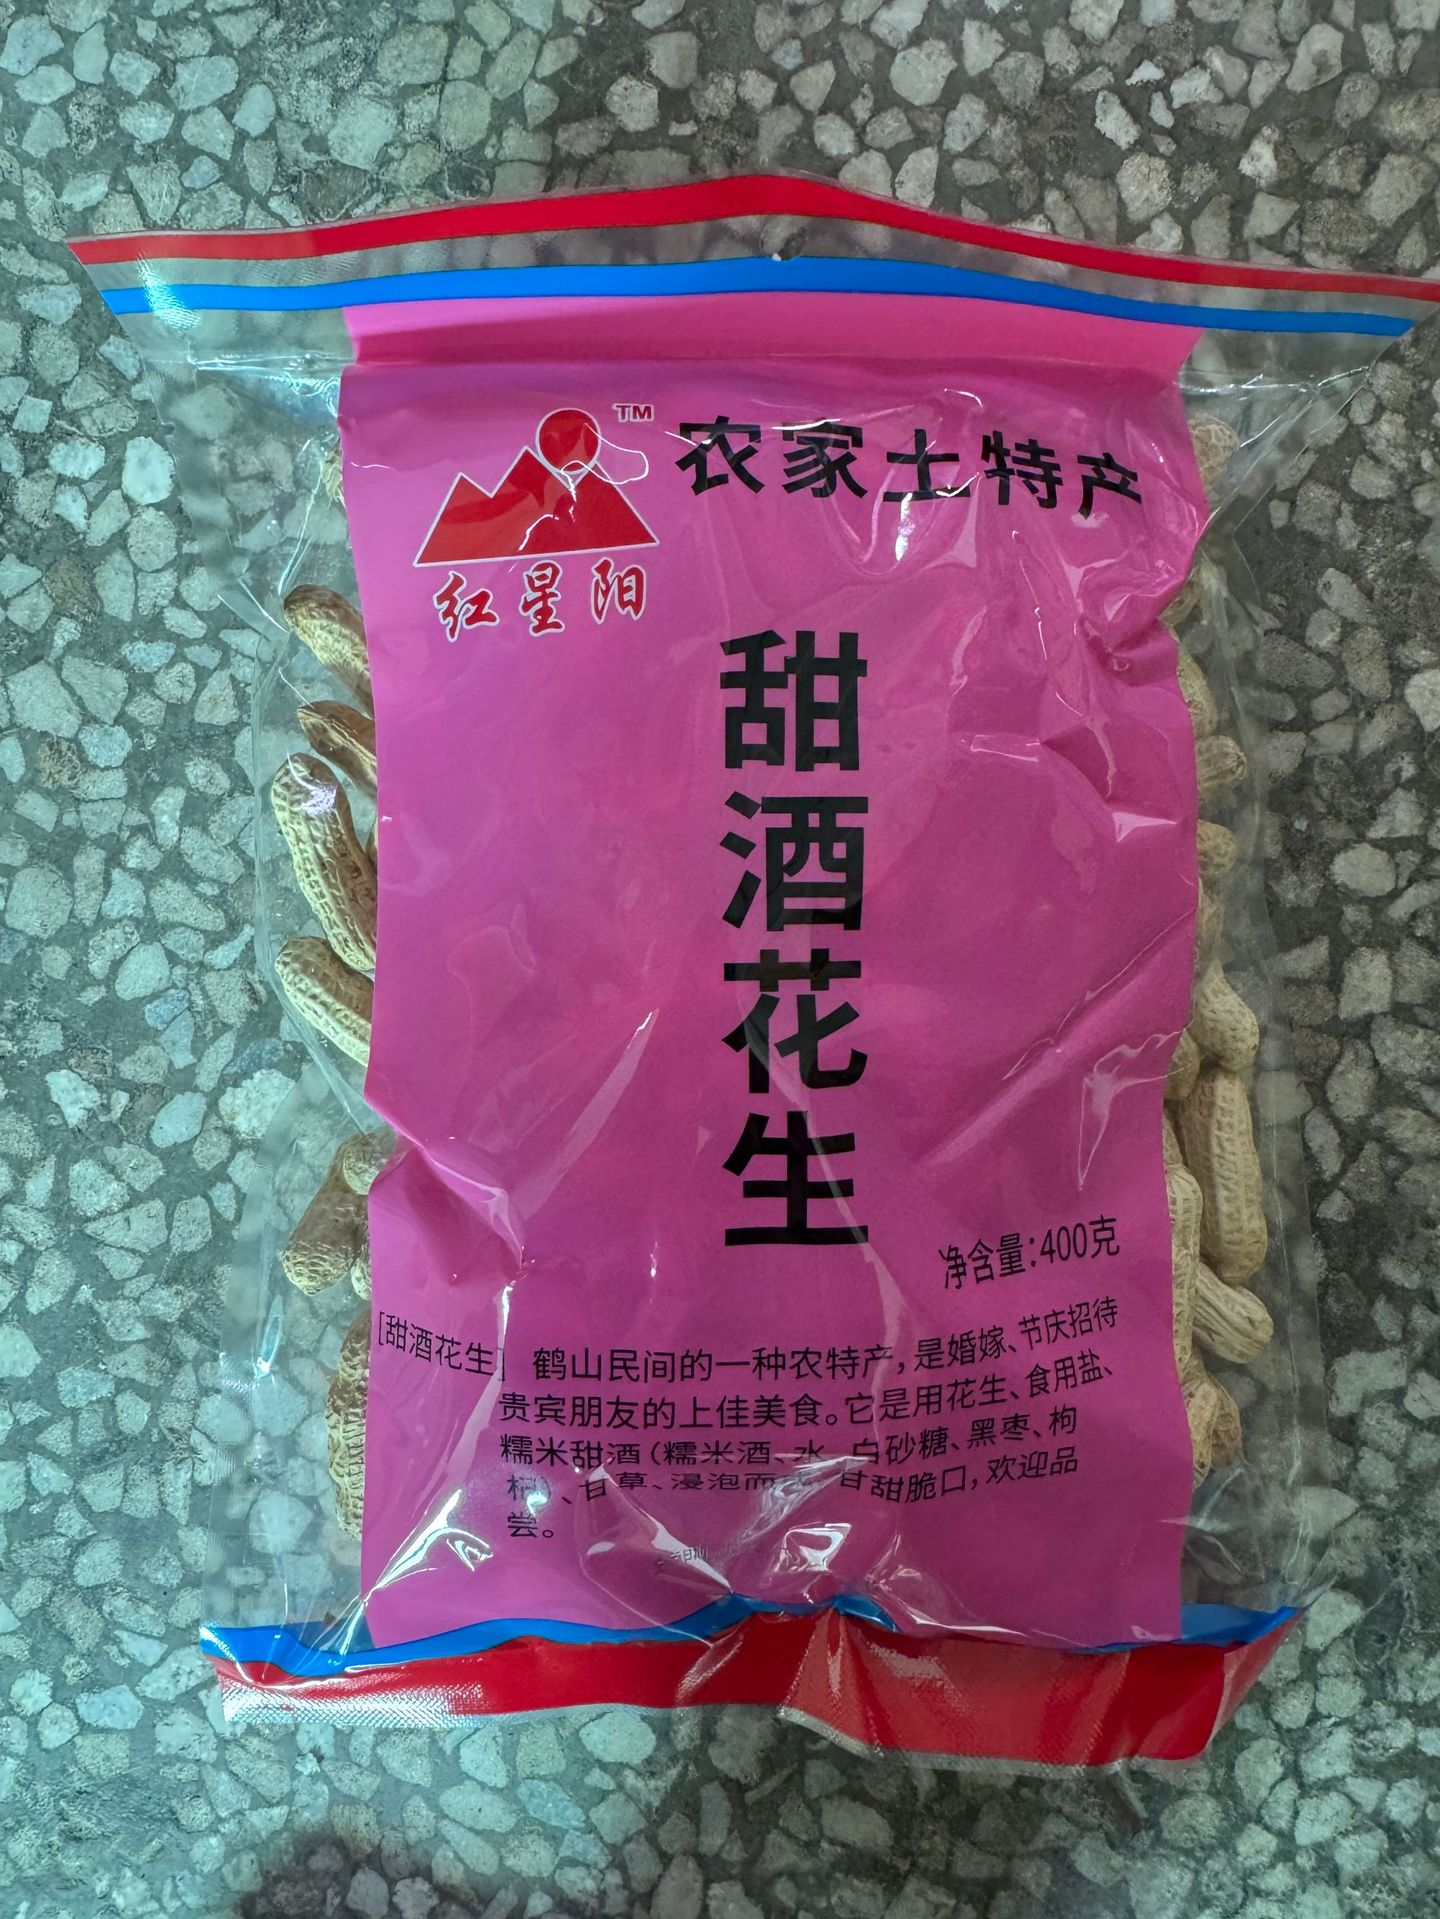 TM
农家土特产
红星阳
甜酒花生
净含量:400克
[甜酒花生] 鹤山民间的一种农特产,是婚嫁、节庆招待
贵宾朋友的上佳美食。它是用花生、食用盐、
糯米甜酒(糯米酒、水、白砂糖、黑枣、枸
杞)、甘草、浸泡而 甘甜脆口,欢迎品
尝。